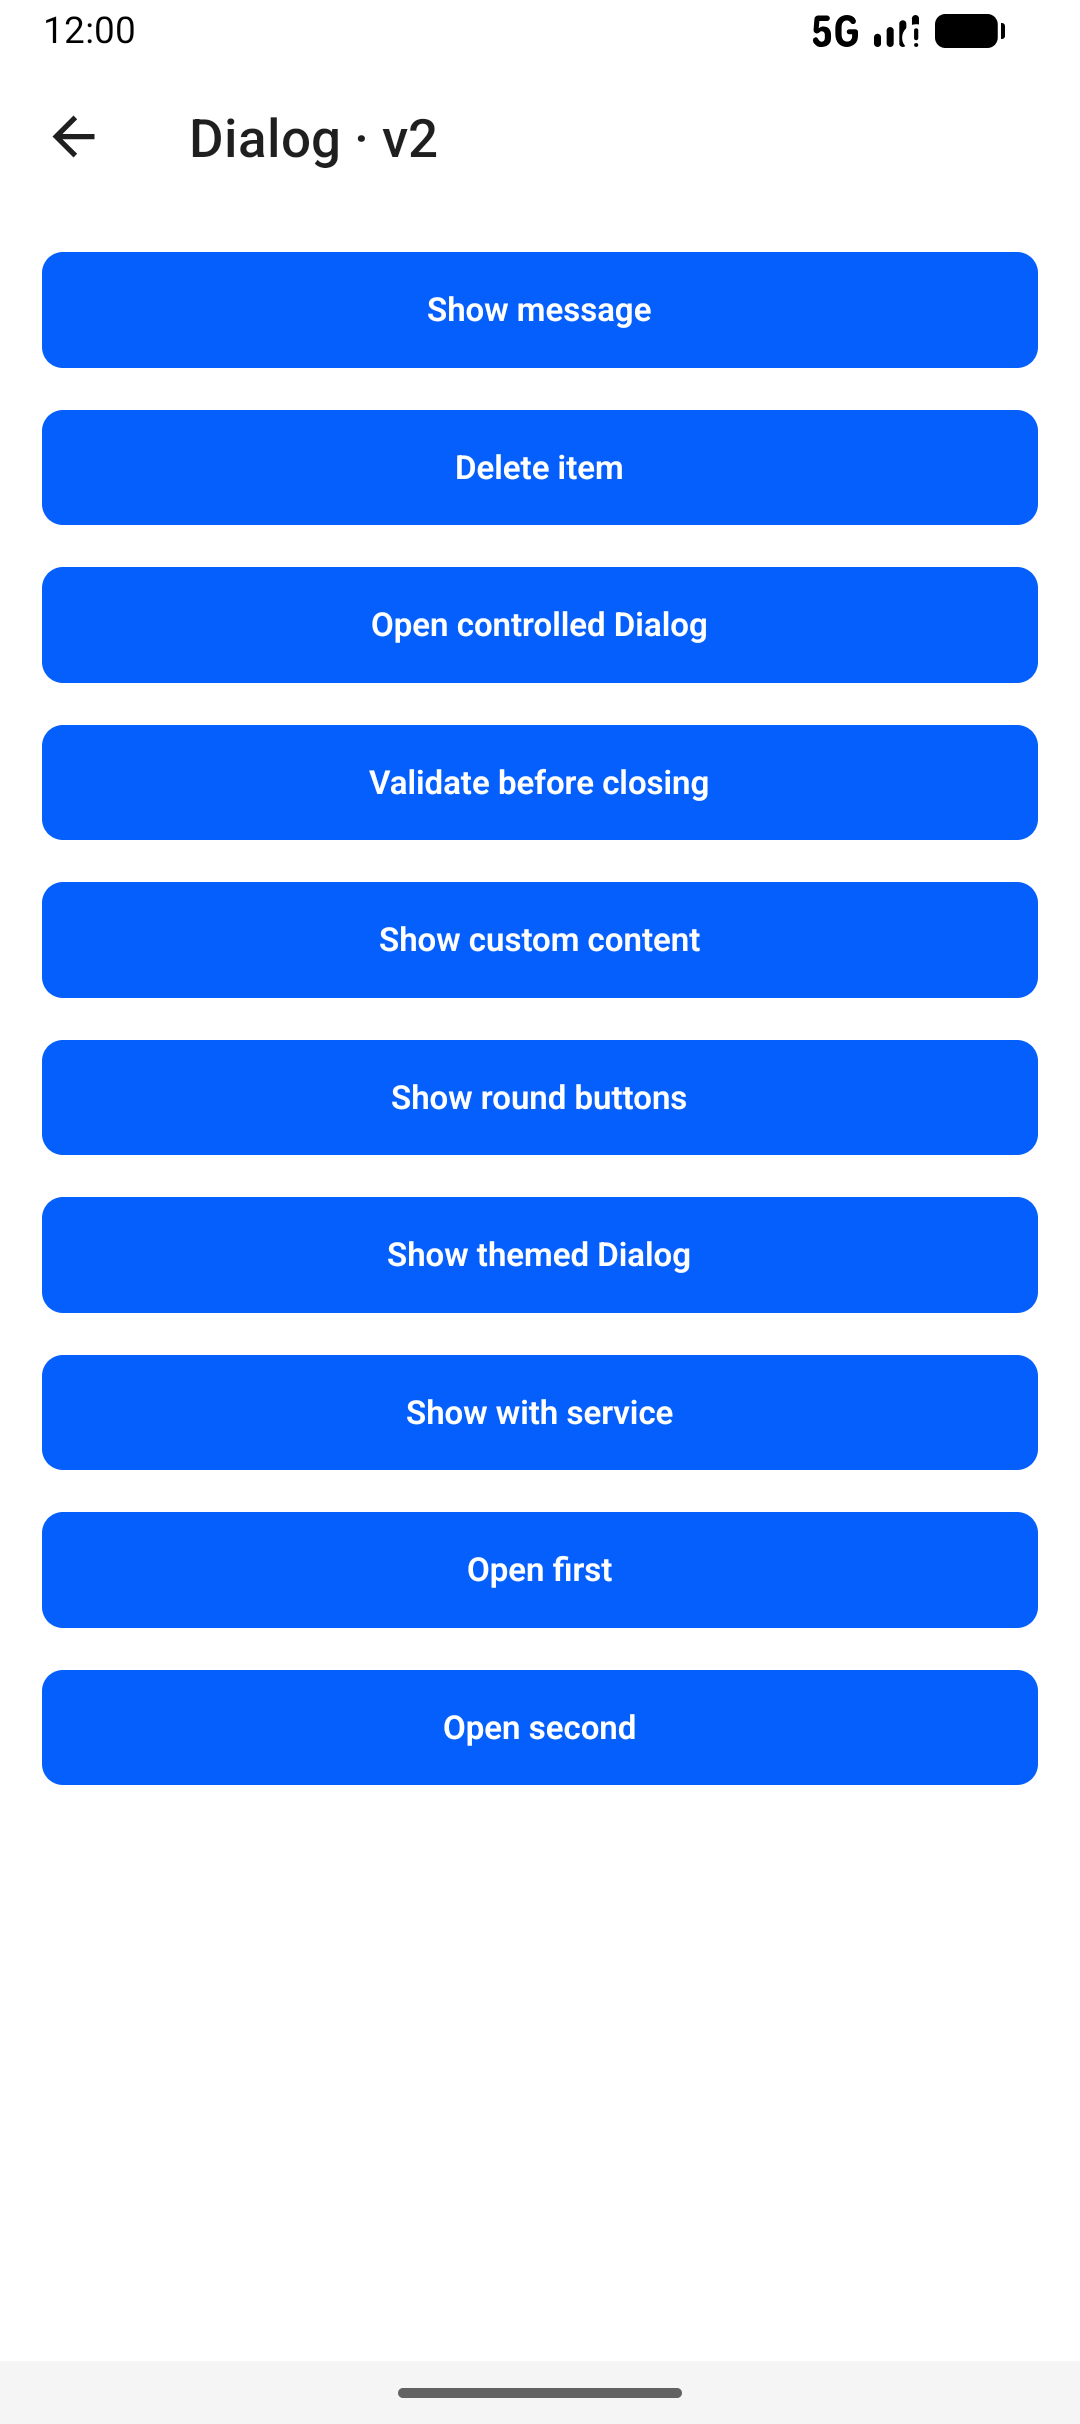 12:00
5G
Dialog · v2
Show message
Delete item
Open controlled Dialog
Validate before closing
Show custom content
Show round buttons
Show themed Dialog
Show with service
Open first
Open second